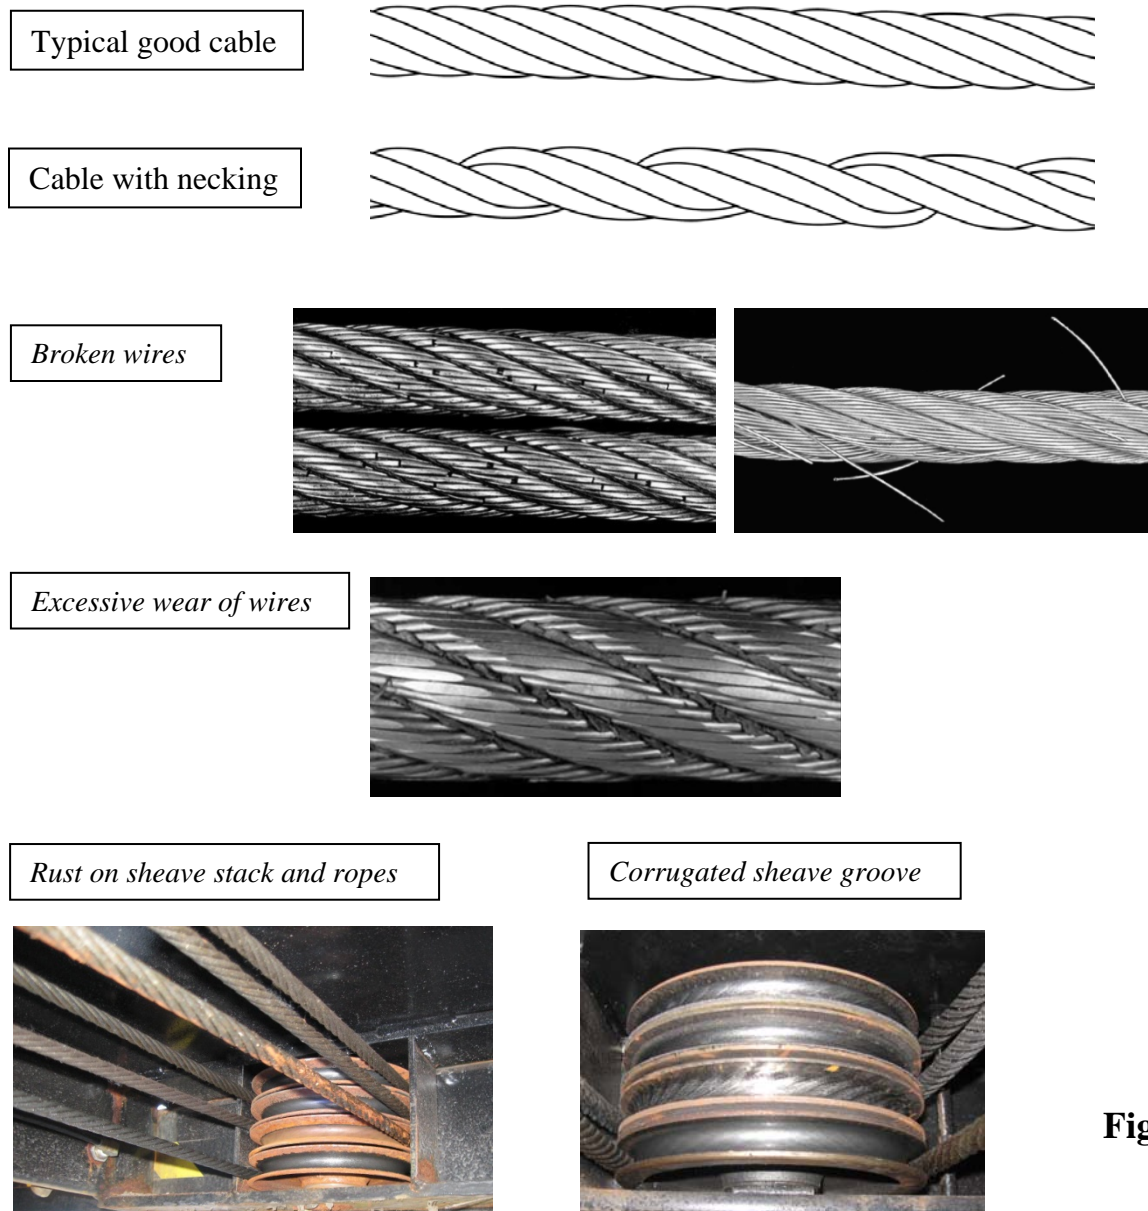 Typical good cable
Cable with necking
Broken wires
Excessive wear of wires
Rust on sheave stack and ropes
Corrugated sheave groove
Fig